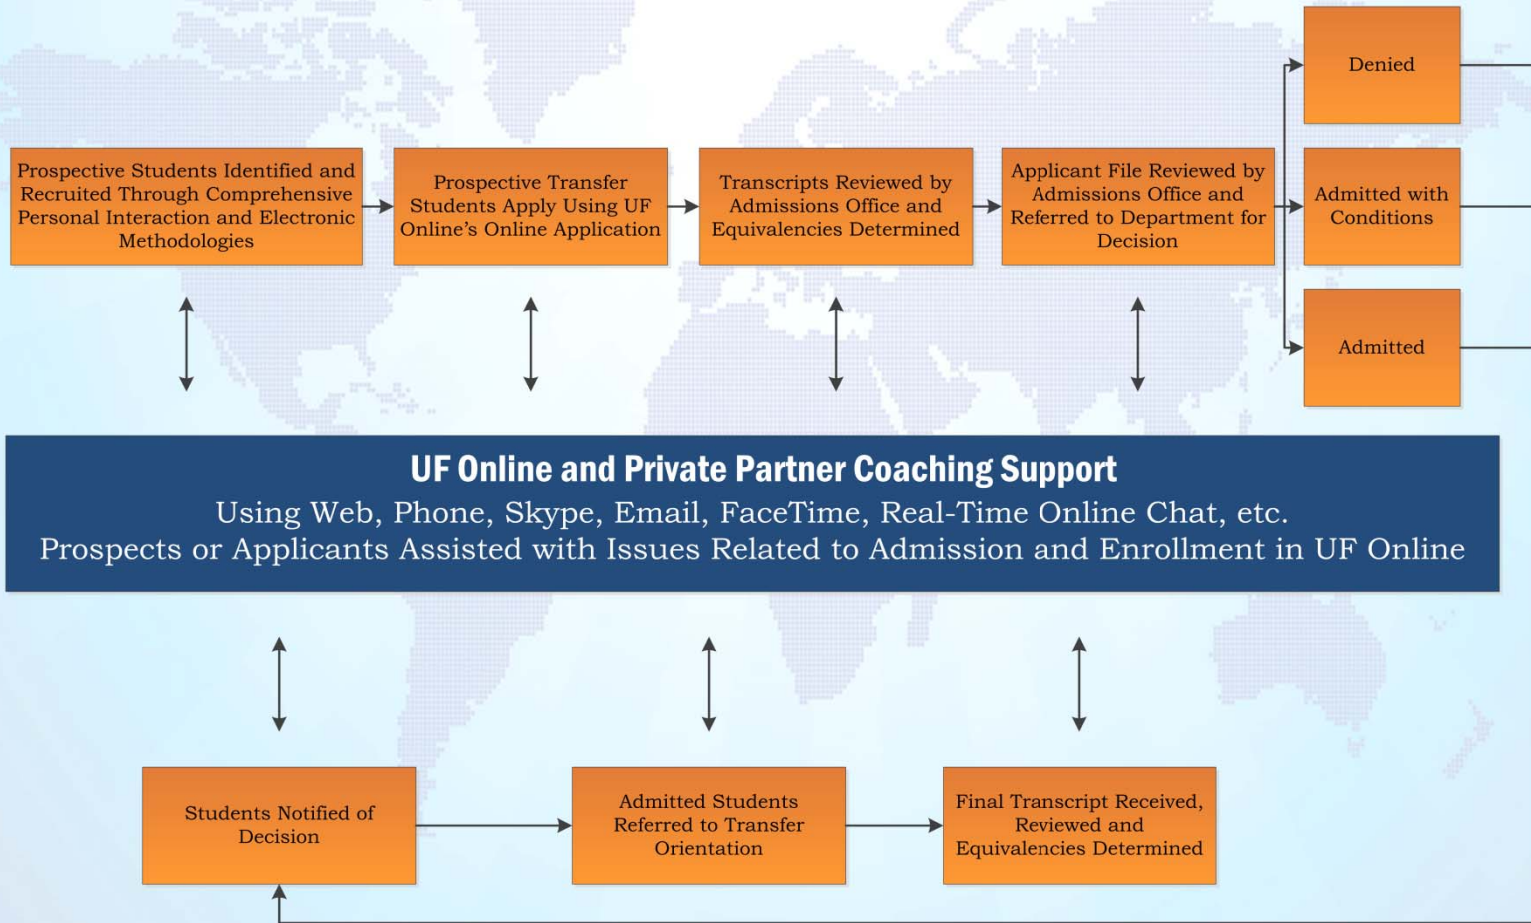 Prospective Students Identified and
Recruited Through Comprehensive
Personal Interaction and Electronic
Methodologies
Prospective Transfer
Students Apply Using UF
Online’s Online Application
Transcripts Reviewed by
Admissions Office and
Equivalencies Determined
Applicant File Reviewed by
Admissions Office and
Referred to Department for
Decision
Denied
Admitted with
Conditions
Admitted
UF Online and Private Partner Coaching Support
Using Web, Phone, Skype, Email, FaceTime, Real-Time Online Chat, etc.
Prospects or Applicants Assisted with Issues Related to Admission and Enrollment in UF Online
Students Notified of
Decision
Admitted Students
Referred to Transfer
Orientation
Final Transcript Received,
Reviewed and
Equivalencies Determined